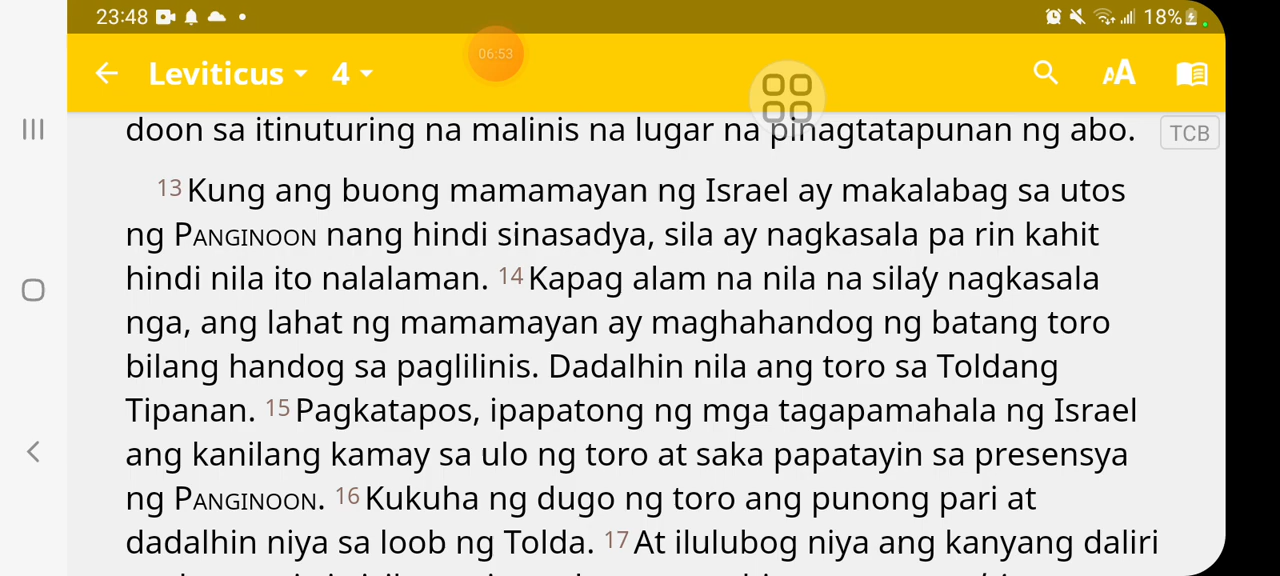 23:48 18%
Leviticus 4 06:53
doon sa itinuturing na malinis na lugar na pinagtatapunan ng abo. TCB
13 Kung ang buong mamamayan ng Israel ay makalabag sa utos
ng PANGINOON nang hindi sinasadya, sila ay nagkasala pa rin kahit
hindi nila ito nalalaman. 14 Kapag alam na nila na sila'y nagkasala
nga, ang lahat ng mamamayan ay maghahandog ng batang toro
bilang handog sa paglilinis. Dadalhin nila ang toro sa Toldang
Tipanan. 15 Pagkatapos, ipapatong ng mga tagapamahala ng Israel
ang kanilang kamay sa ulo ng toro at saka papatayin sa presensya
ng PANGINOON. 16 Kukuha ng dugo ng toro ang punong pari at
dadalhin niya sa loob ng Tolda. 17 At ilulubog niya ang kanyang daliri